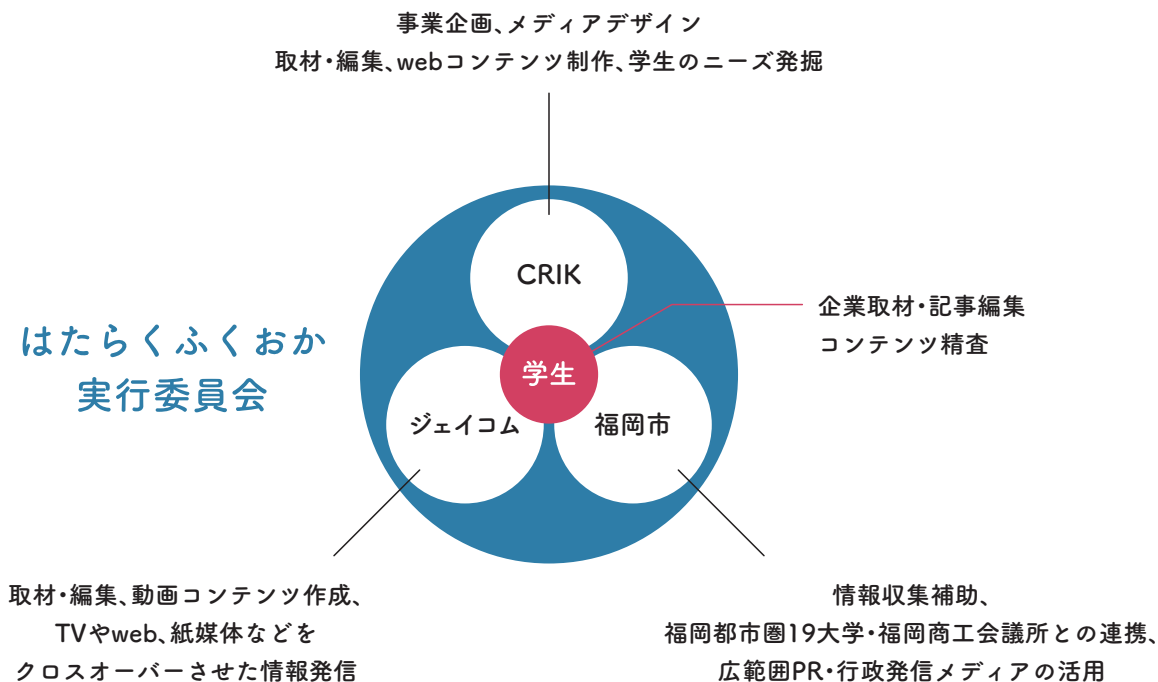 事業企画、メディアデザイン
取材・編集、webコンテンツ制作、学生のニーズ発掘
CRIK
はたらくふくおか
実行委員会
学生
企業取材・記事編集
コンテンツ精査
ジェイコム
福岡市
取材・編集、動画コンテンツ作成、
TVやweb、紙媒体などを
クロスオーバーさせた情報発信
情報収集補助、
福岡都市圏19大学・福岡商工会議所との連携、
広範囲PR・行政発信メディアの活用